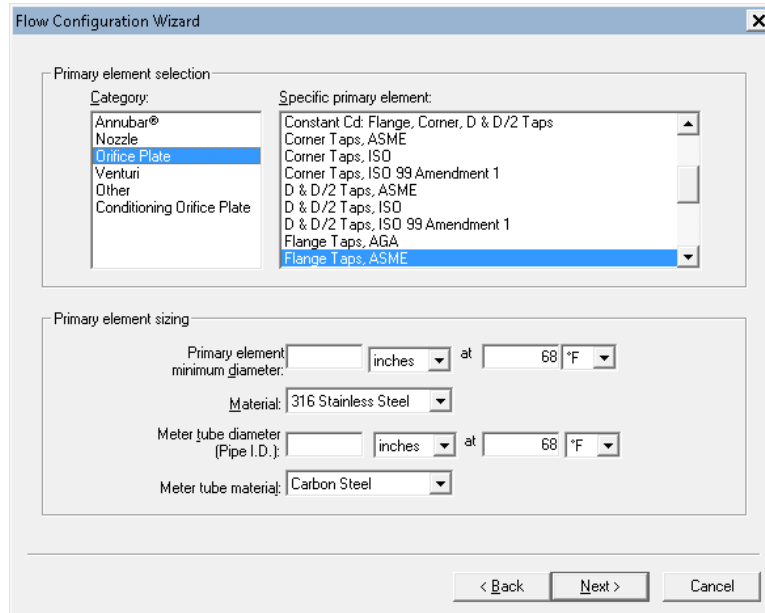 Flow Configuration Wizard
Primary element selection
Category:
Annubar®
Nozzle
Orifice Plate
Venturi
Other
Conditioning Orifice Plate
Specific primary element:
Constant Cd: Flange, Corner, D & D/2 Taps
Corner Taps, ASME
Corner Taps, ISO
Corner Taps, ISO 99 Amendment 1
D & D/2 Taps, ASME
D & D/2 Taps, ISO
D & D/2 Taps, ISO 99 Amendment 1
Flange Taps, AGA
Flange Taps, ASME
Primary element sizing
Primary element
minimum diameter: inches at 68 °F
Material: 316 Stainless Steel
Meter tube diameter
(Pipe I.D.): inches at 68 °F
Meter tube material: Carbon Steel
< Back Next > Cancel